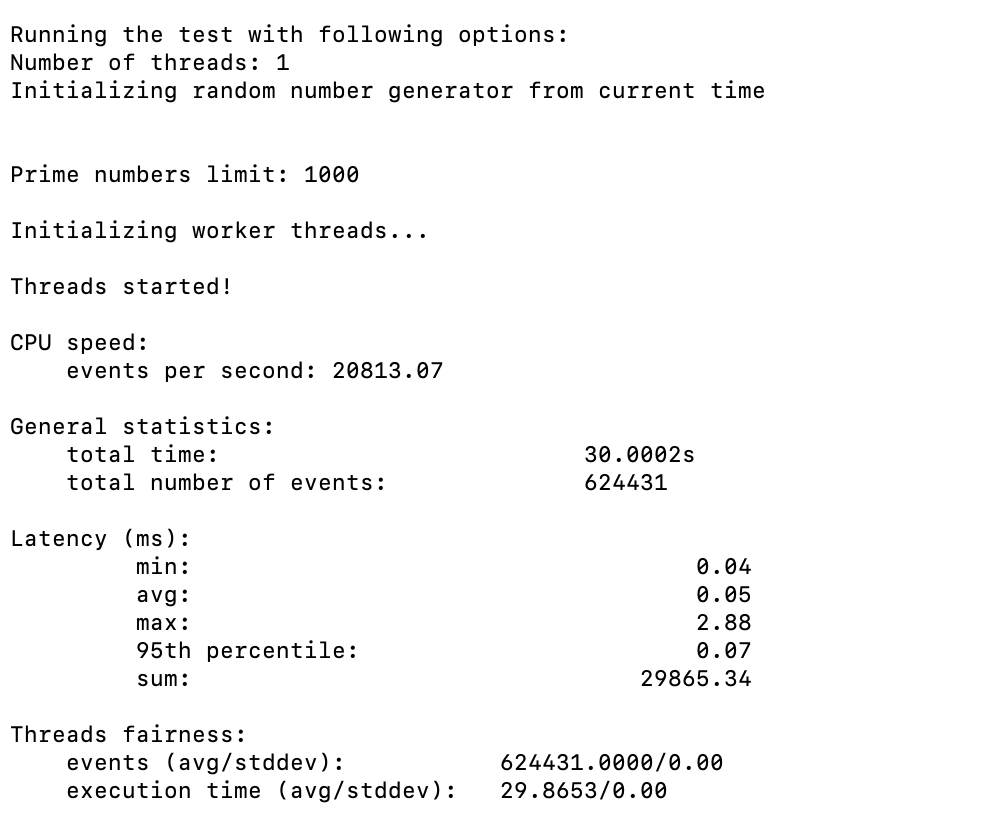 Running the test with following options:
Number of threads: 1
Initializing random number generator from current time
Prime numbers limit: 1000
Initializing worker threads...
Threads started!
CPU speed:
events per second: 20813.07
General statistics:
total time: 30.0002s
total number of events: 624431
Latency (ms):
min: 0.04
avg: 0.05
max: 2.88
95th percentile: 0.07
sum: 29865.34
Threads fairness:
events (avg/stddev): 624431.0000/0.00
execution time (avg/stddev): 29.8653/0.00